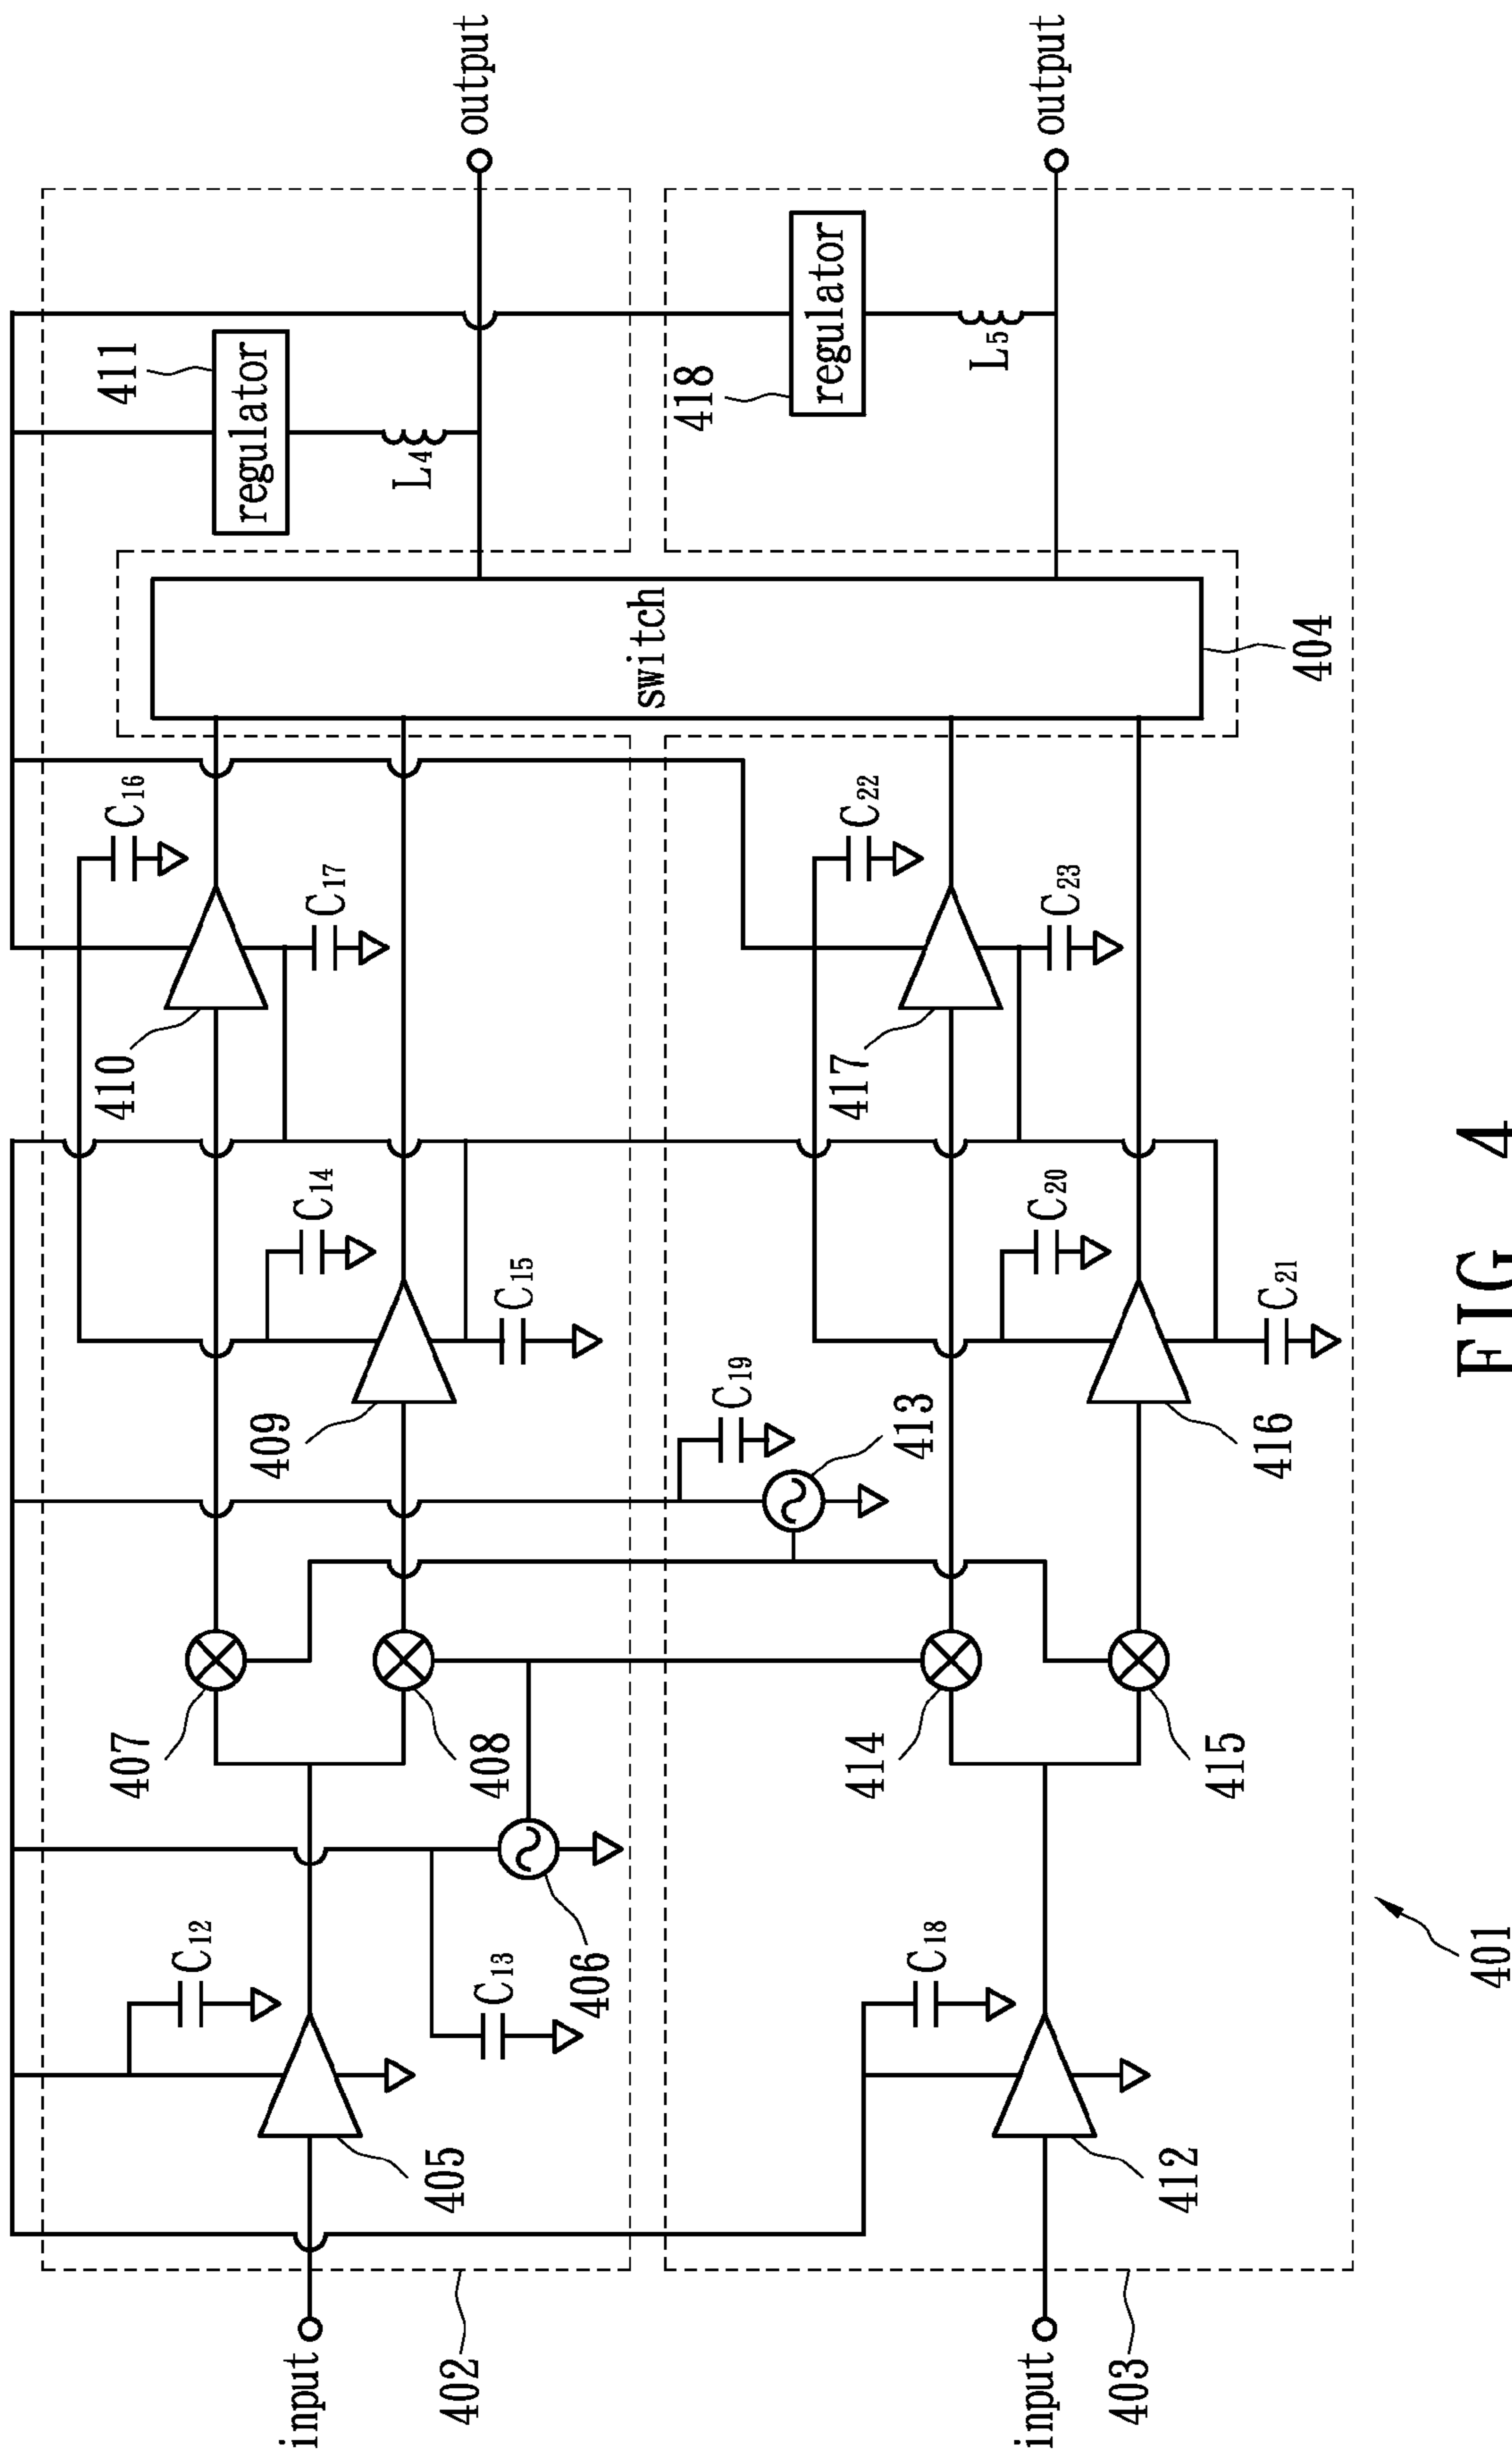 411
regulator
L4
output
C16
C17
410
C14
409
C15
407
408
C12
C13
406
405
input
402
switch
404
418
regulator
L5
output
C22
C23
417
C20
C19
413
416
C21
414
415
C18
412
input
403
401
FIG 4